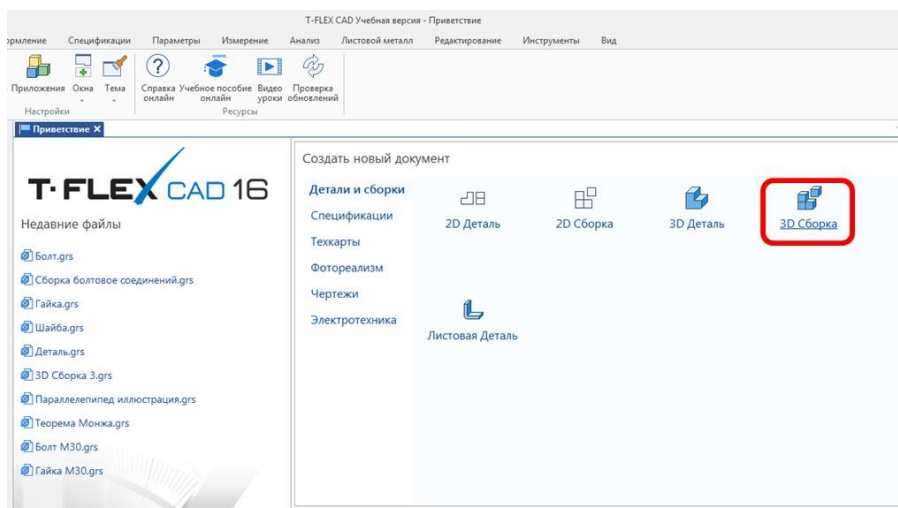 T-FLEX CAD Учебная версия - Приветствие
ормление Спецификации Параметры Измерение Анализ Листовой металл Редактирование Инструменты Вид
Приложения Окна Тема Справка онлайн Учебное пособие онлайн Видео уроки Проверка обновлений
Настройки Ресурсы
Приветствие X
T-FLEX CAD 16
Недавние файлы
Болт.grs
Сборка болтовое соединений.grs
Гайка.grs
Шайба.grs
Деталь.grs
3D Сборка 3.grs
Параллелепипед иллюстрация.grs
Теорема Монжа.grs
Болт М30.grs
Гайка М30.grs
Создать новый документ
Детали и сборки
Спецификации
Техкарты
Фотореализм
Чертежи
Электротехника
2D Деталь 2D Сборка 3D Деталь 3D Сборка
Листовая Деталь